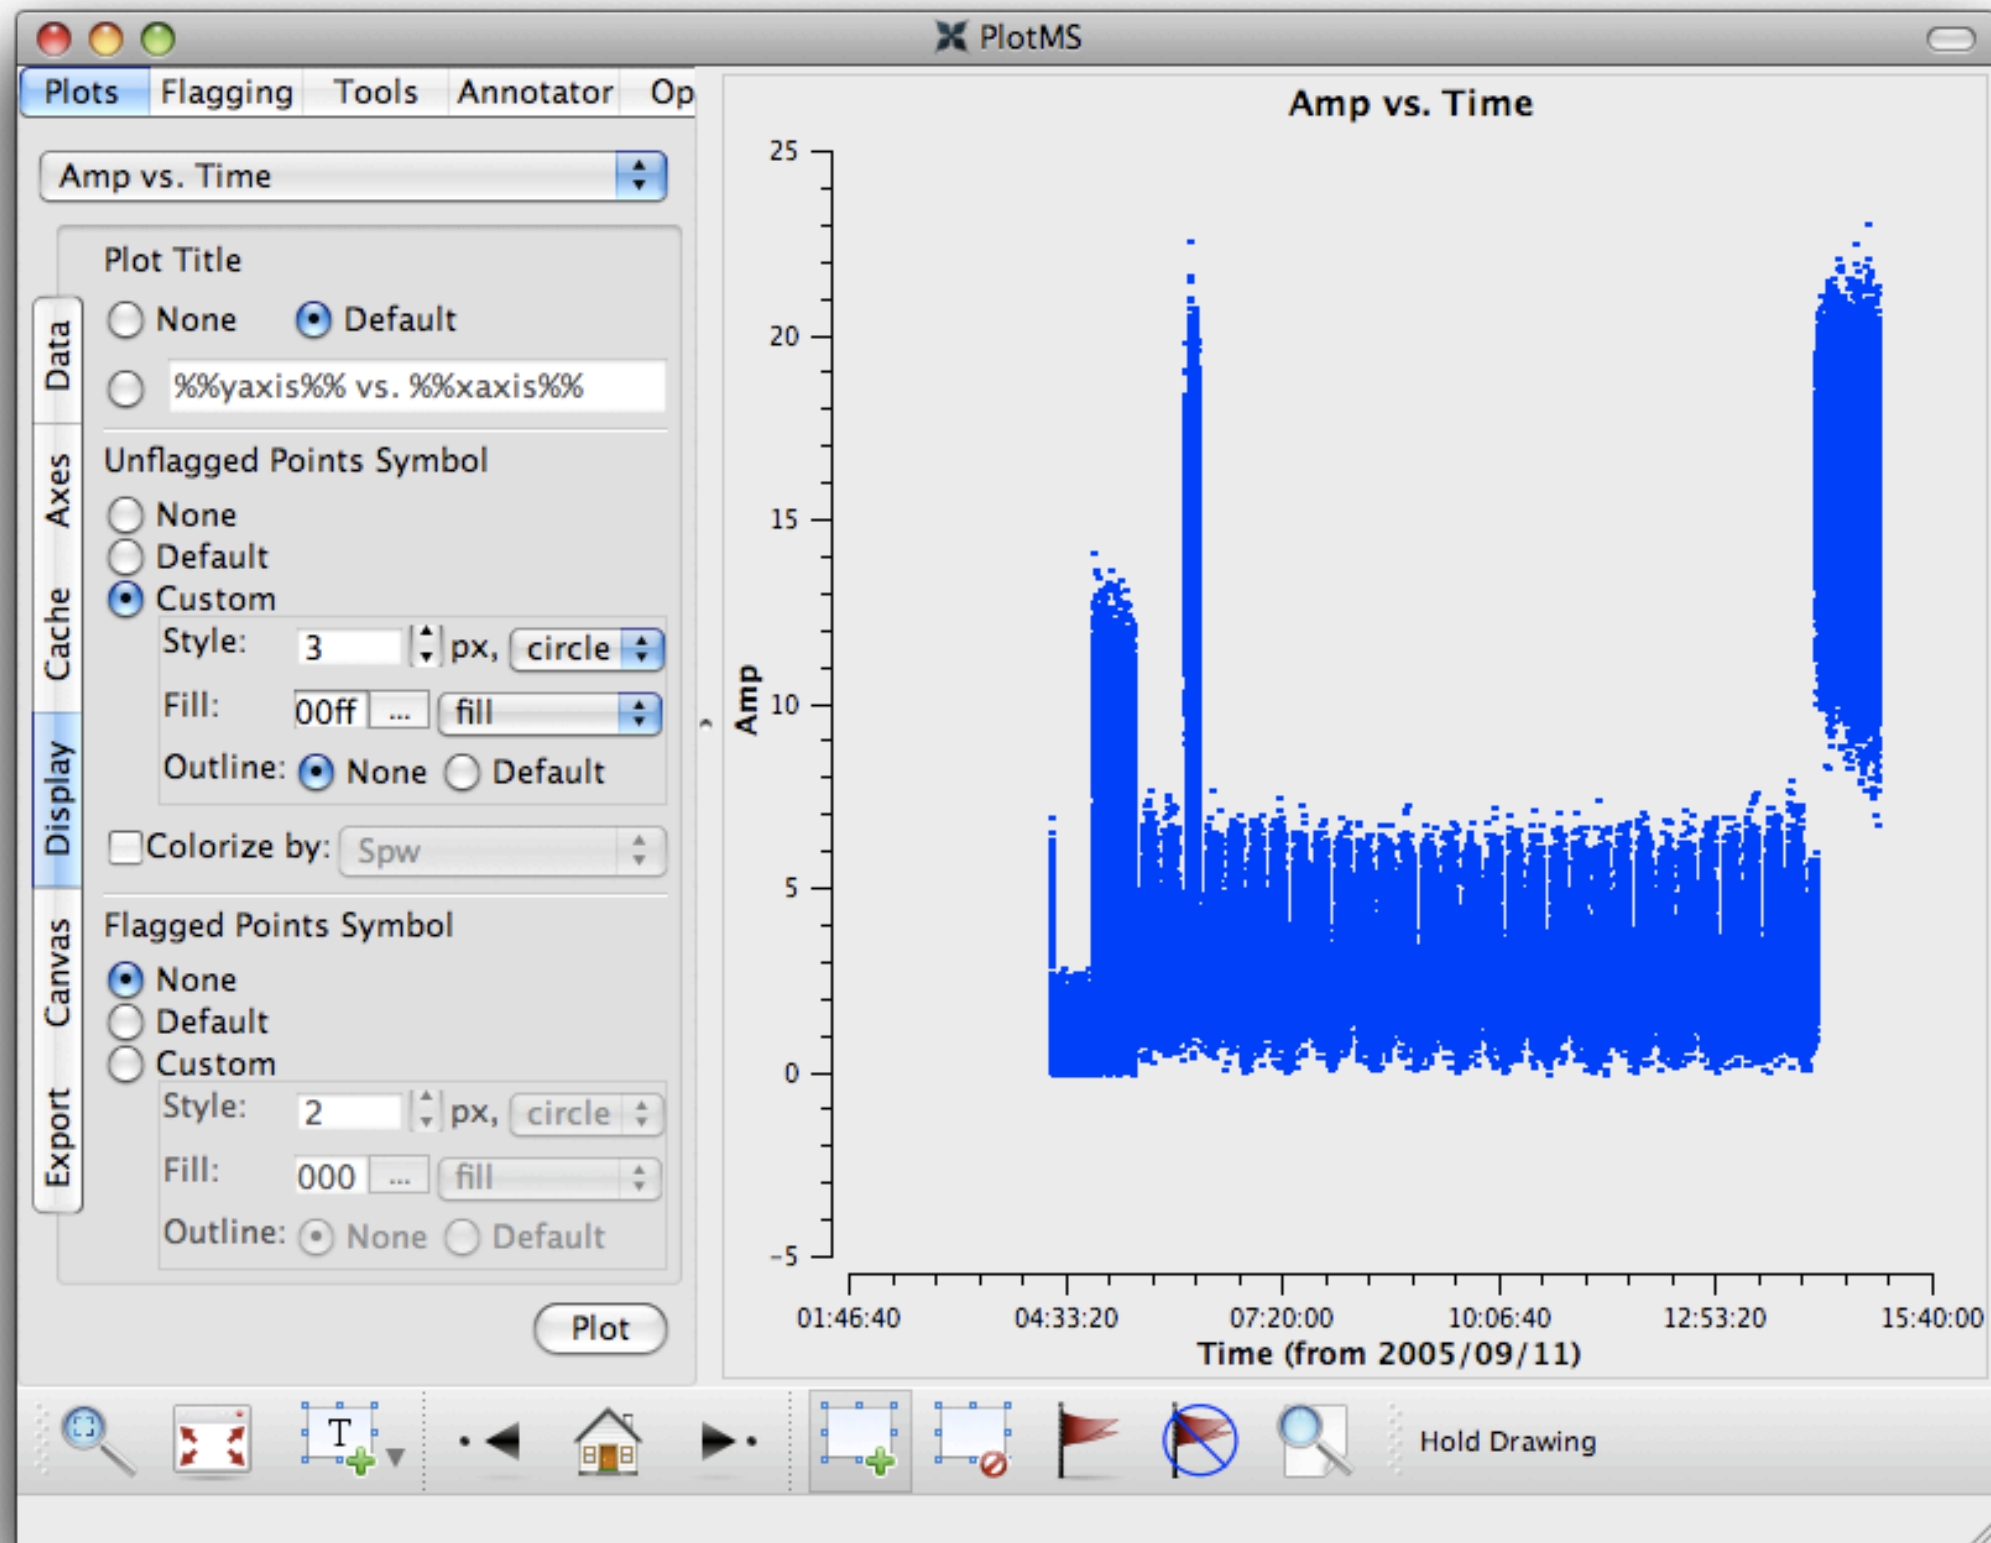 PlotMS
Plots Flagging Tools Annotator Op
Amp vs. Time
Data
Axes
Cache
Display
Canvas
Export
Plot Title
None Default
%%yaxis%% vs. %%xaxis%%
Unflagged Points Symbol
None
Default
Custom
Style: 3 px, circle
Fill: 00ff ... fill
Outline: None Default
Colorize by: Spw
Flagged Points Symbol
None
Default
Custom
Style: 2 px, circle
Fill: 000 ... fill
Outline: None Default
Plot
Amp vs. Time
25
20
15
10
5
0
-5
Amp
01:46:40 04:33:20 07:20:00 10:06:40 12:53:20 15:40:00
Time (from 2005/09/11)
T
Hold Drawing